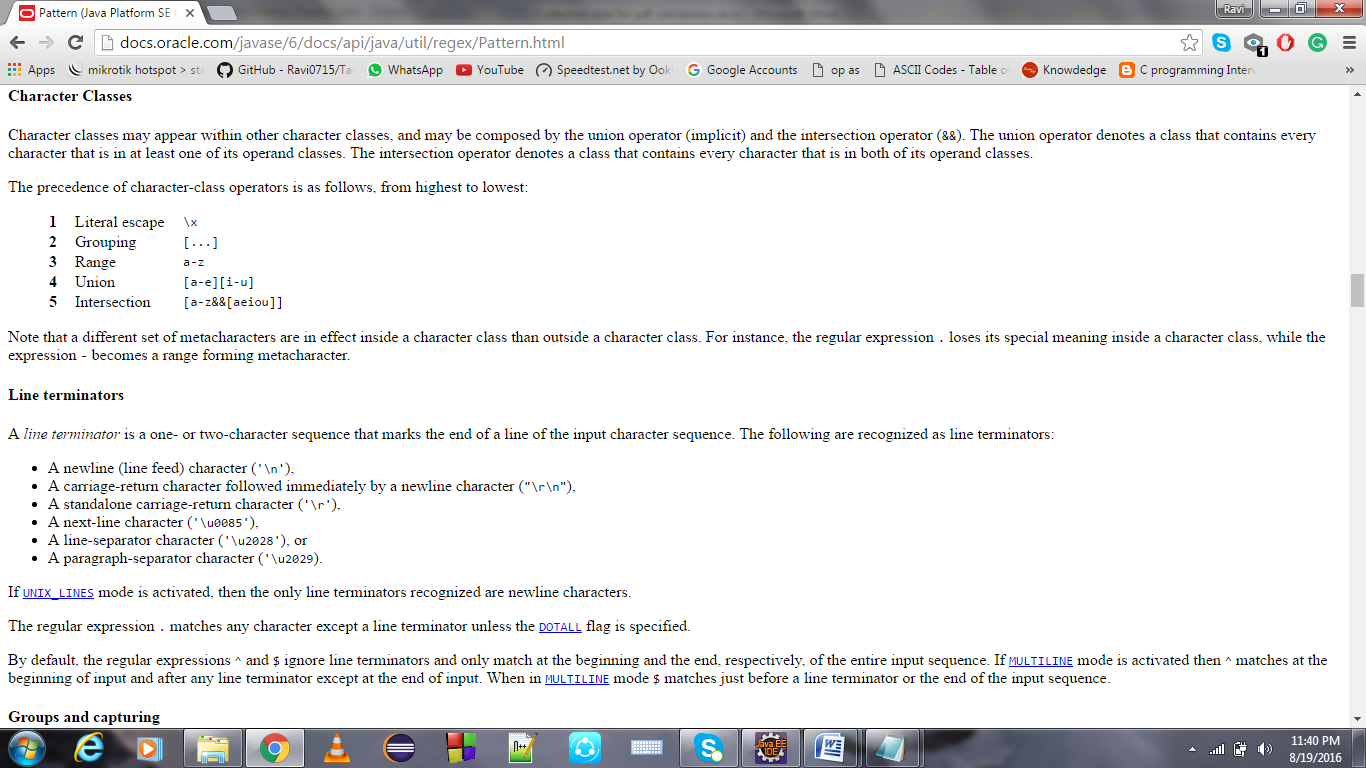 Pattern (Java Platform SE
Ravi
docs.oracle.com/javase/6/docs/api/java/util/regex/Pattern.html
1
Apps mikrotik hotspot > sta GitHub - Ravi0715/Ta WhatsApp YouTube Speedtest.net by Ookl Google Accounts op as ASCII Codes - Table o Knowdedge C programming Inter »
Character Classes
Character classes may appear within other character classes, and may be composed by the union operator (implicit) and the intersection operator (&&). The union operator denotes a class that contains every
character that is in at least one of its operand classes. The intersection operator denotes a class that contains every character that is in both of its operand classes.
The precedence of character-class operators is as follows, from highest to lowest:
1 Literal escape \x
2 Grouping [...]
3 Range a-z
4 Union [a-e][i-u]
5 Intersection [a-z&&[aeiou]]
Note that a different set of metacharacters are in effect inside a character class than outside a character class. For instance, the regular expression . loses its special meaning inside a character class, while the
expression - becomes a range forming metacharacter.
Line terminators
A line terminator is a one- or two-character sequence that marks the end of a line of the input character sequence. The following are recognized as line terminators:
• A newline (line feed) character ('\n'),
• A carriage-return character followed immediately by a newline character ("\r\n"),
• A standalone carriage-return character ('\r'),
• A next-line character ('\u0085'),
• A line-separator character ('\u2028'), or
• A paragraph-separator character ('\u2029).
If UNIX_LINES mode is activated, then the only line terminators recognized are newline characters.
The regular expression . matches any character except a line terminator unless the DOTALL flag is specified.
By default, the regular expressions ^ and $ ignore line terminators and only match at the beginning and the end, respectively, of the entire input sequence. If MULTILINE mode is activated then ^ matches at the
beginning of input and after any line terminator except at the end of input. When in MULTILINE mode $ matches just before a line terminator or the end of the input sequence.
Groups and capturing
Java EE
IDE
11:40 PM
8/19/2016